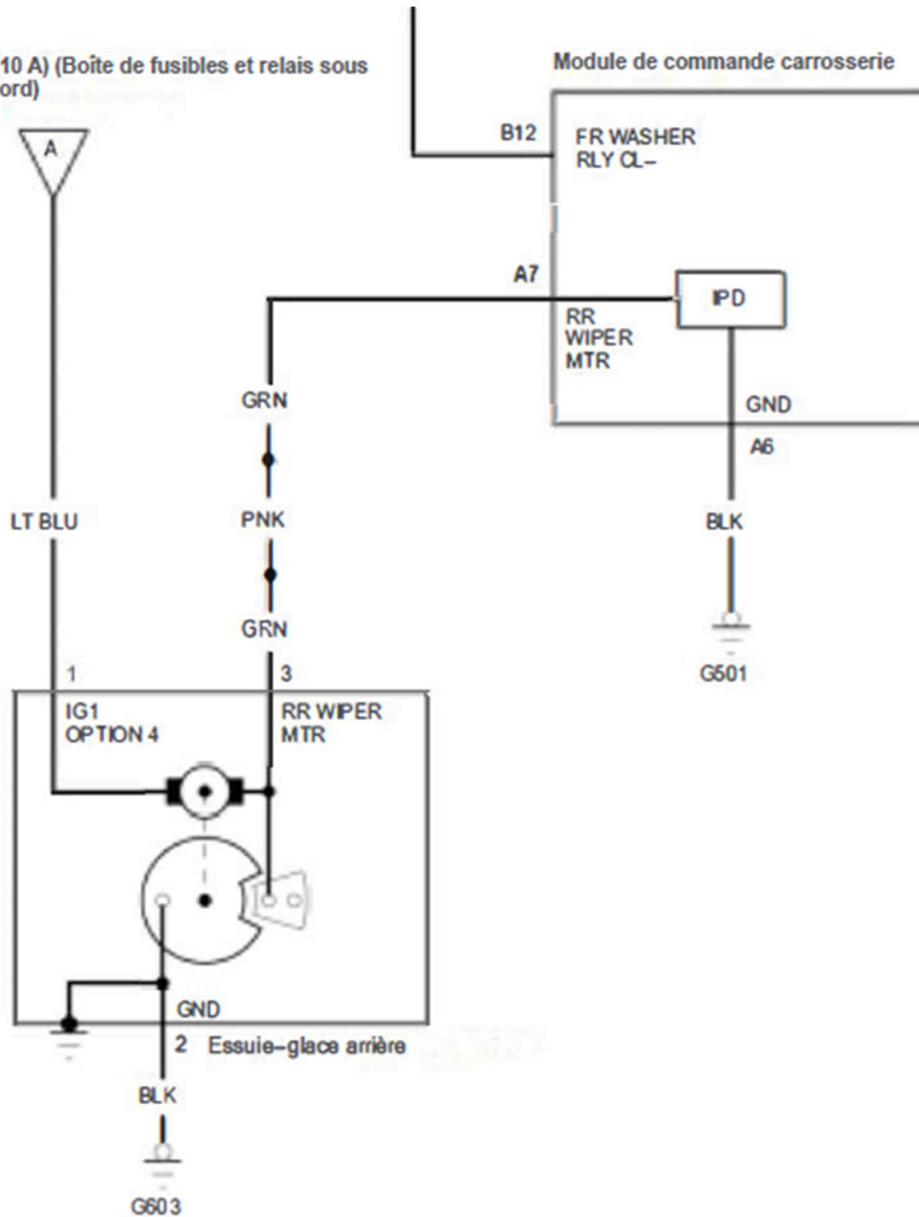 10 A) (Boîte de fusibles et relais sous
ord)
Module de commande carrosserie
A
B12
FR WASHER
RLY CL–
A7
IPD
RR
WIPER
MTR
GRN
GND
A6
LT BLU
PNK
BLK
GRN
G501
1
3
IG1
OPTION 4
RR WIPER
MTR
GND
2
Essuie–glace arrière
BLK
G603